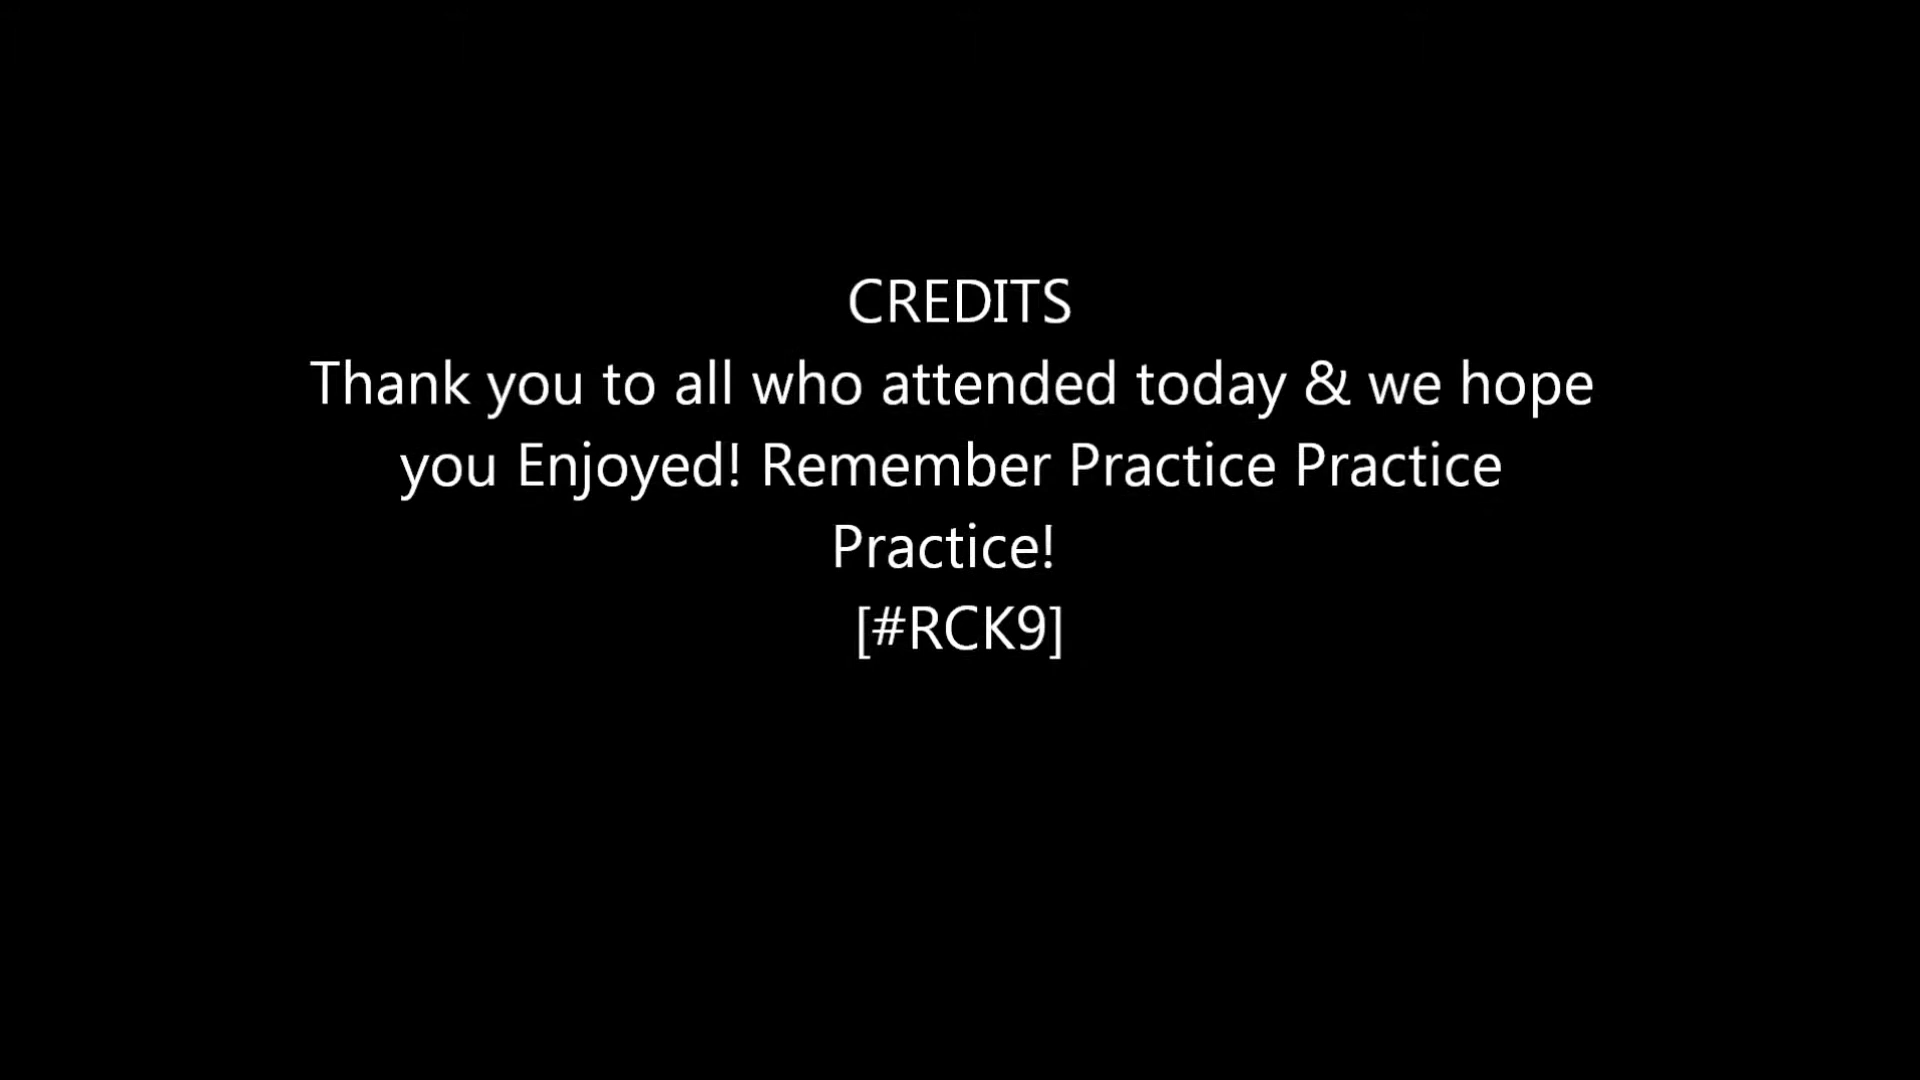 CREDITS
Thank you to all who attended today & we hope
you Enjoyed! Remember Practice Practice
Practice!
[#RCK9]